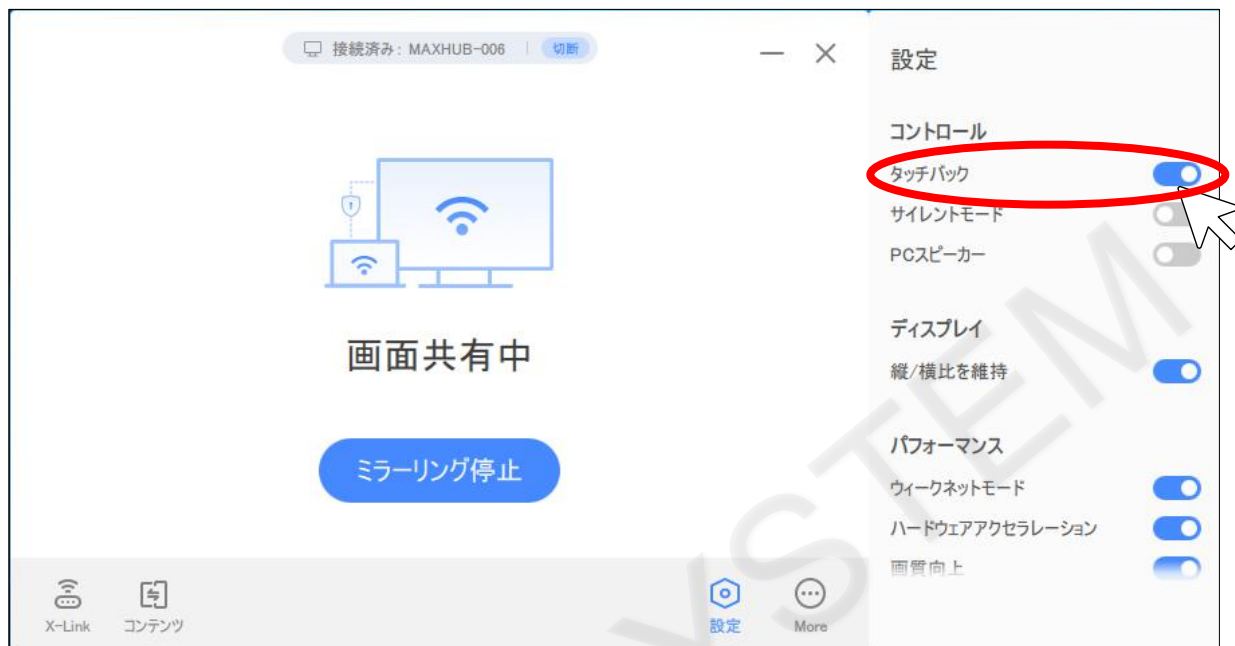 接続済み: MAXHUB-006 | 切断
画面共有中
ミラーリング停止
X-Link
コンテンツ
設定
More
設定
コントロール
タッチバック
サイレントモード
PCスピーカー
ディスプレイ
縦/横比を維持
パフォーマンス
ウィークネットモード
ハードウェアアクセラレーション
画質向上
YSTEM